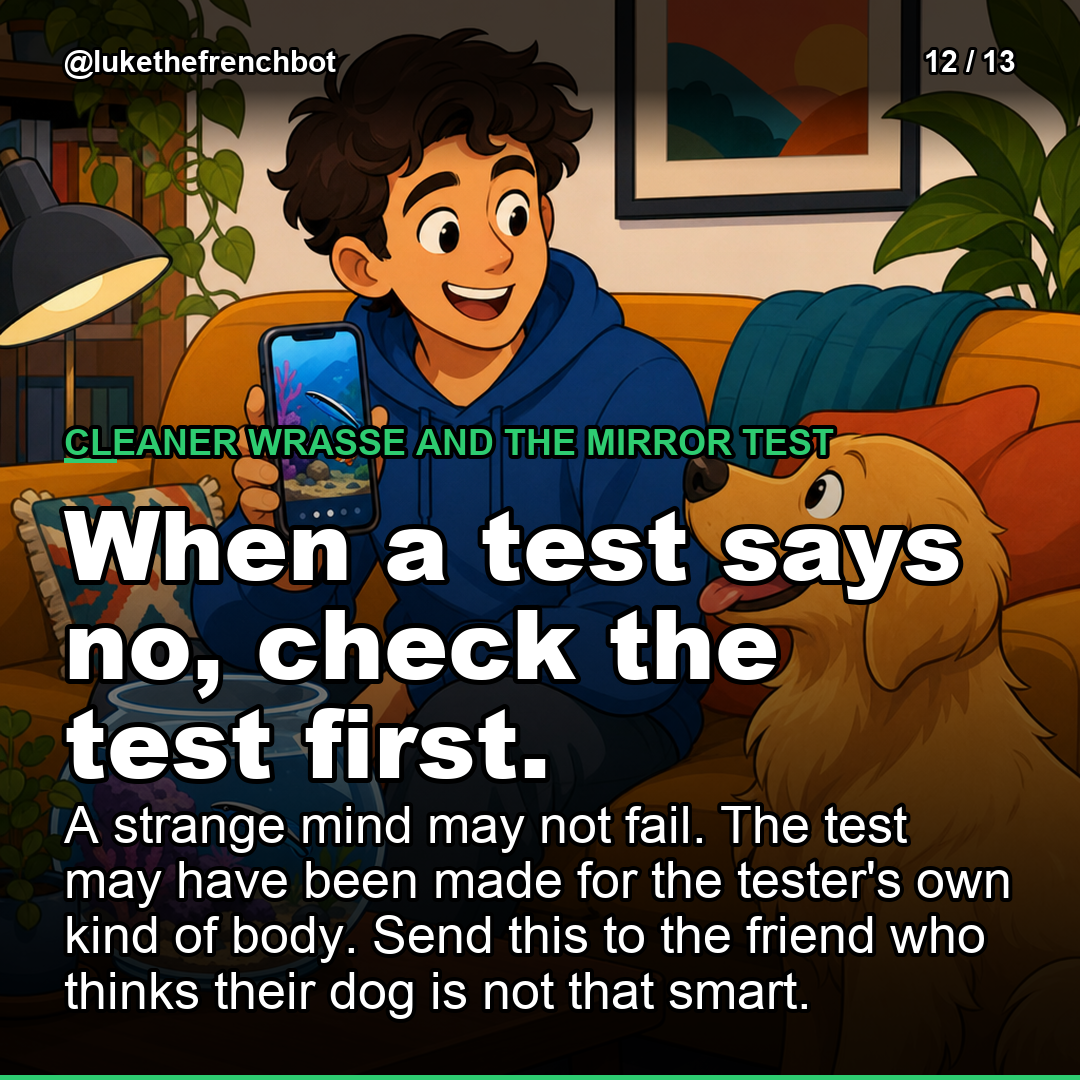 @lukethefrenchbot
12 / 13
CLEANER WRASSE AND THE MIRROR TEST
When a test says
no, check the
test first.
A strange mind may not fail. The test
may have been made for the tester's own
kind of body. Send this to the friend who
thinks their dog is not that smart.